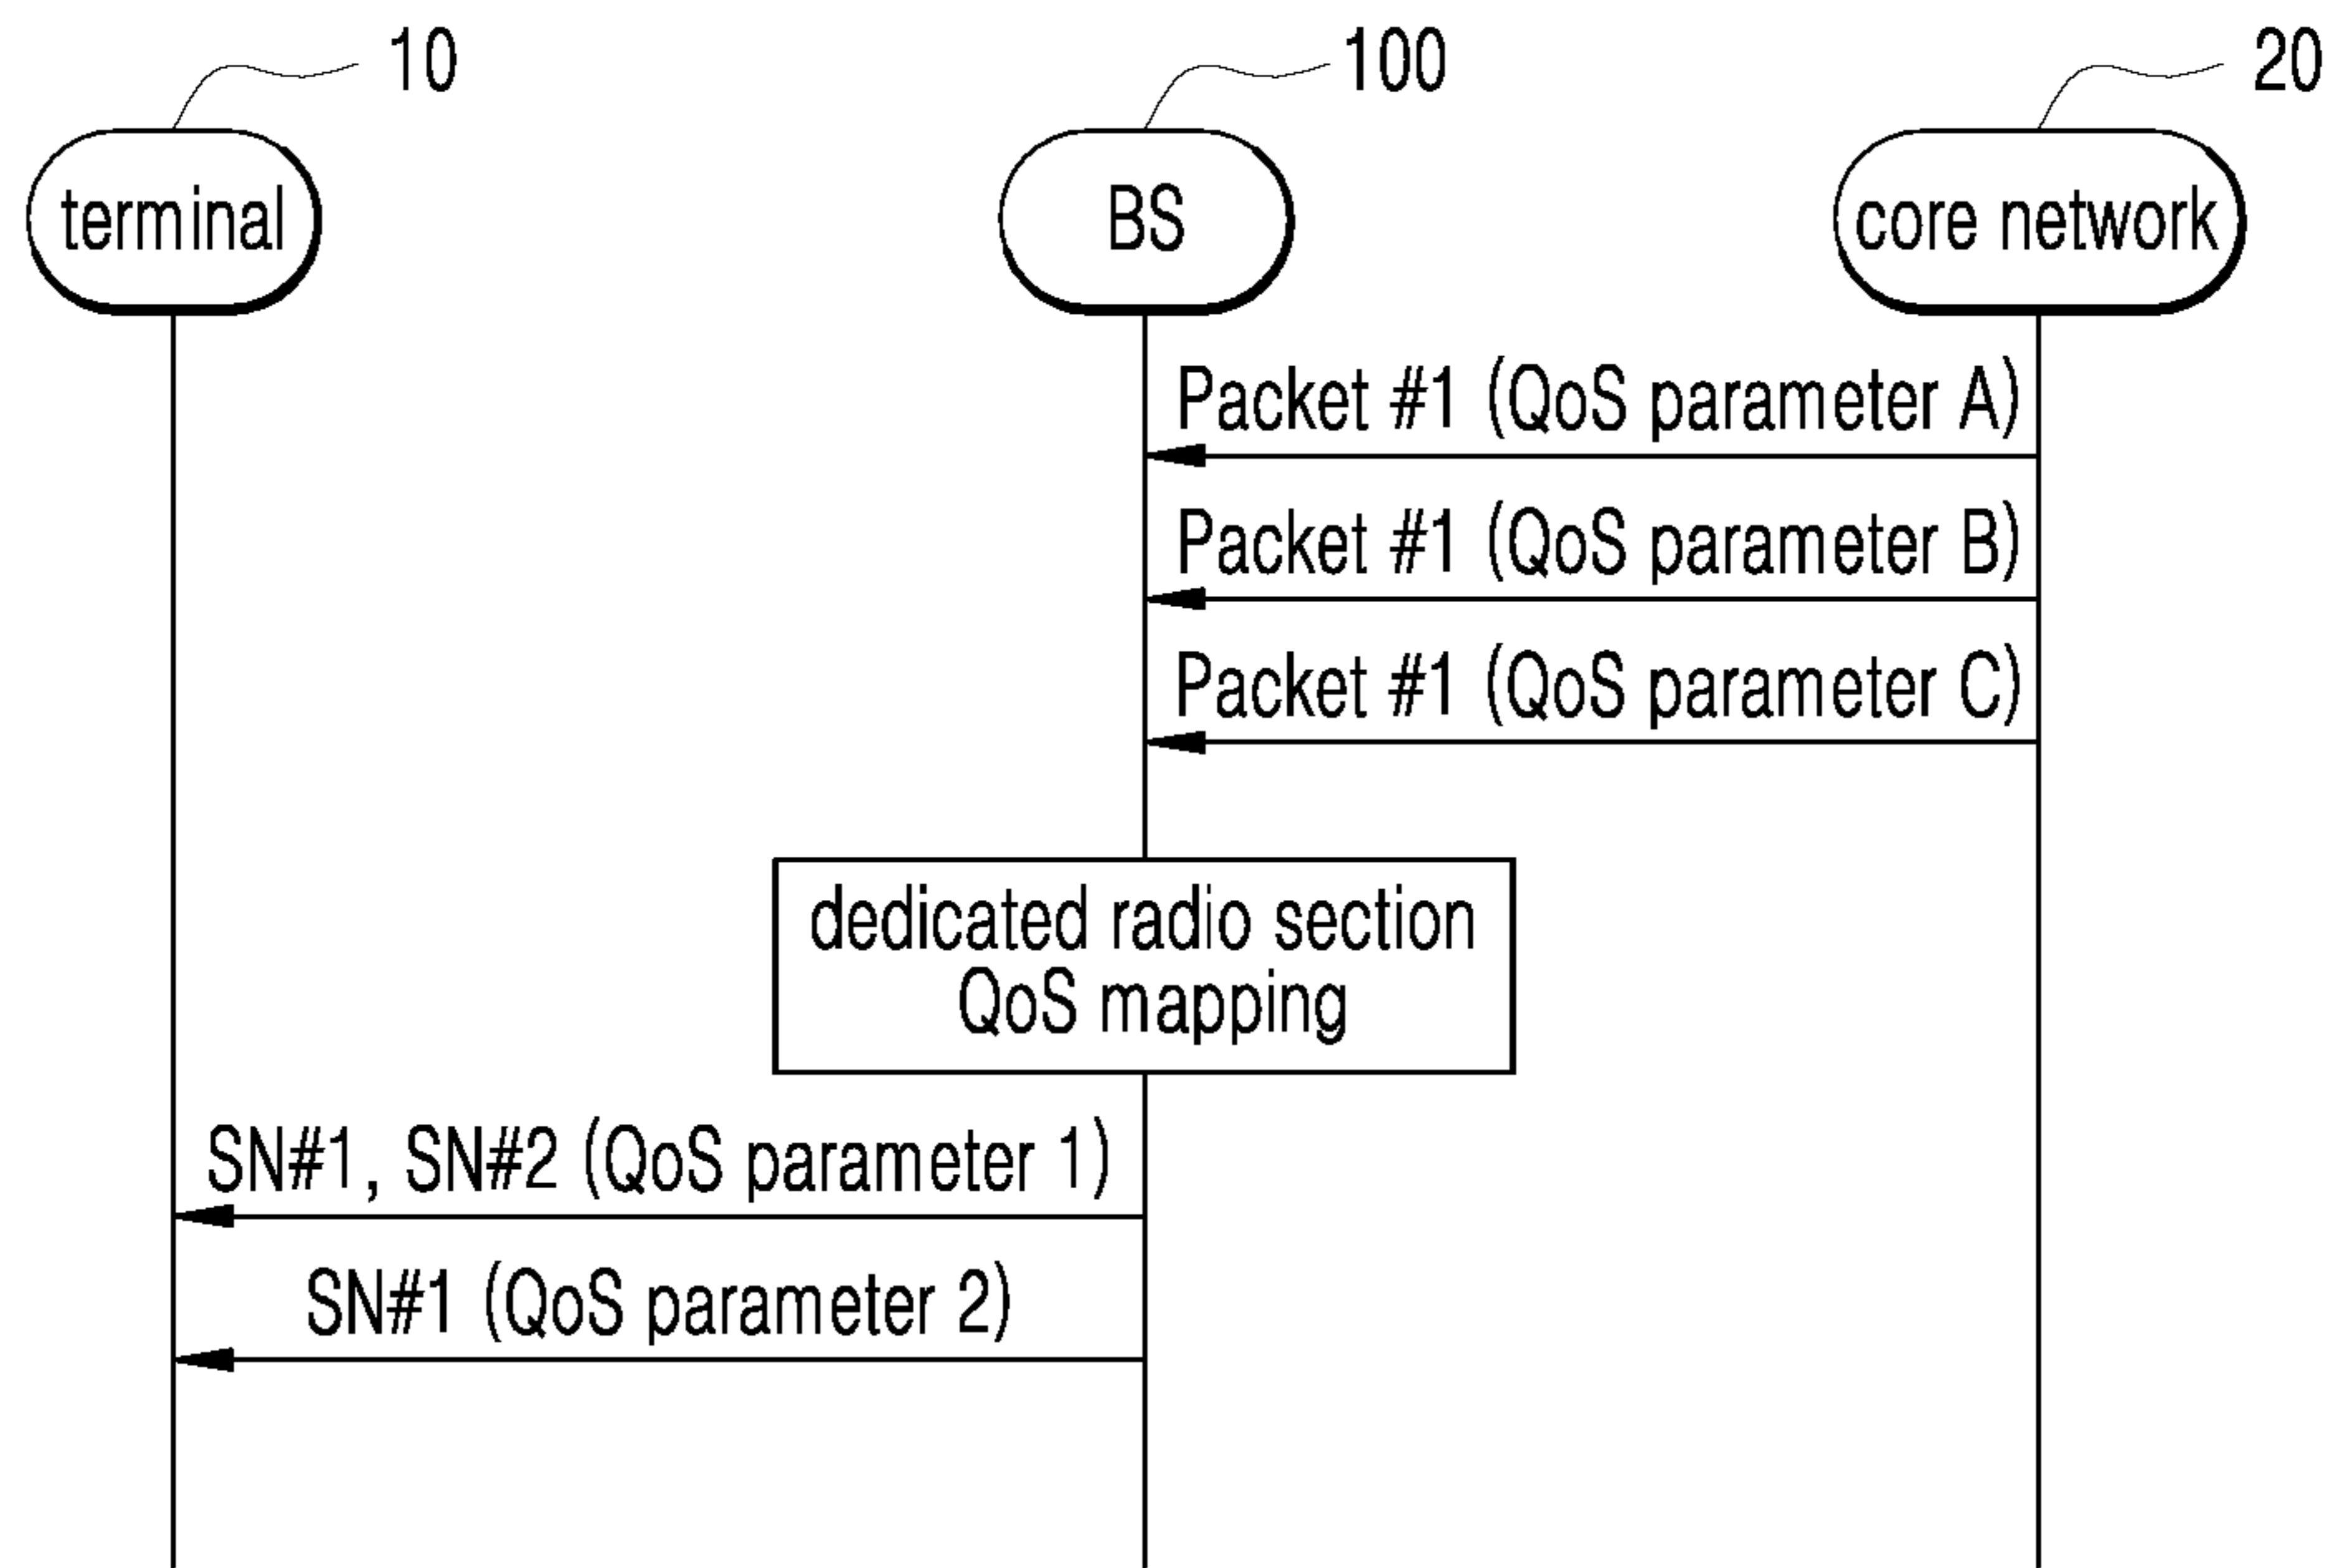 10
100
20
terminal
BS
core network
Packet #1 (QoS parameter A)
Packet #1 (QoS parameter B)
Packet #1 (QoS parameter C)
dedicated radio section
QoS mapping
SN#1, SN#2 (QoS parameter 1)
SN#1 (QoS parameter 2)